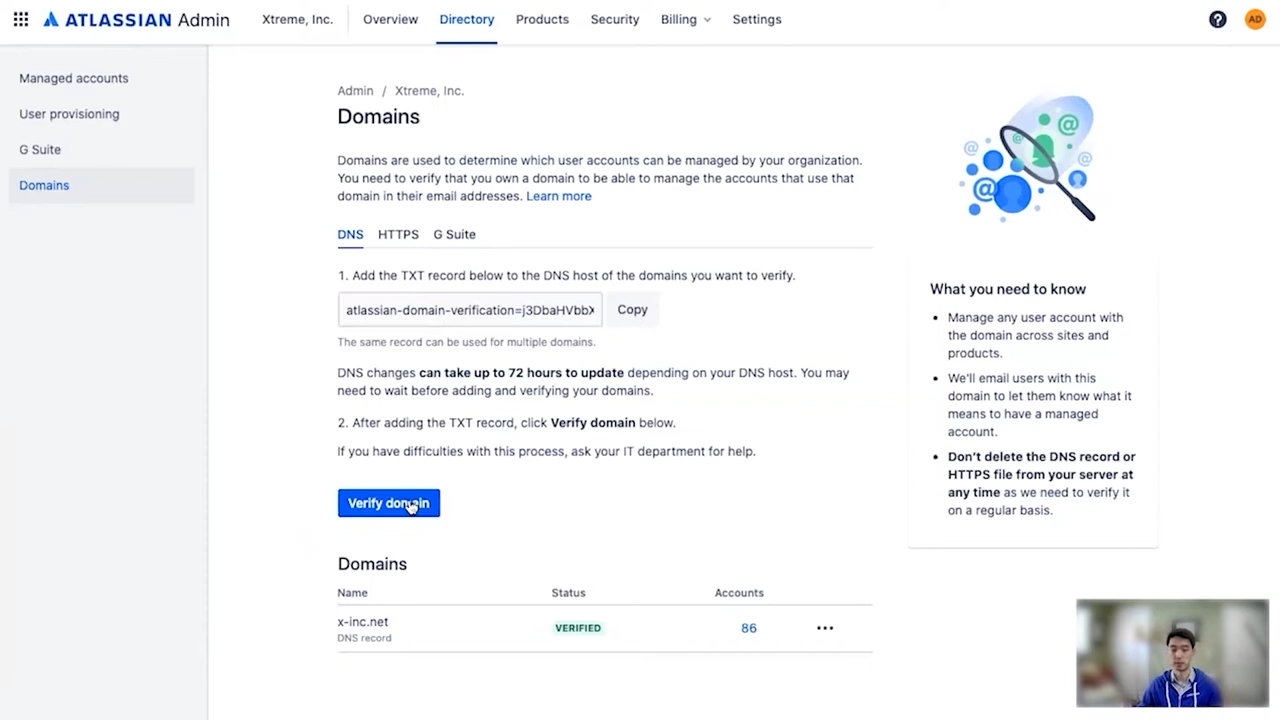 ATLASSIAN Admin Xtreme, Inc. Overview Directory Products Security Billing Settings ? AD
Managed accounts
User provisioning
G Suite
Domains
Admin / Xtreme, Inc.
Domains
Domains are used to determine which user accounts can be managed by your organization.
You need to verify that you own a domain to be able to manage the accounts that use that
domain in their email addresses. Learn more
DNS HTTPS G Suite
1. Add the TXT record below to the DNS host of the domains you want to verify.
atlassian-domain-verification=j3DbaHVbbX Copy
The same record can be used for multiple domains.
DNS changes can take up to 72 hours to update depending on your DNS host. You may
need to wait before adding and verifying your domains.
2. After adding the TXT record, click Verify domain below.
If you have difficulties with this process, ask your IT department for help.
Verify domain
Domains
Name Status Accounts
x-inc.net VERIFIED 86
DNS record
What you need to know
• Manage any user account with
the domain across sites and
products.
• We'll email users with this
domain to let them know what it
means to have a managed
account.
• Don't delete the DNS record or
HTTPS file from your server at
any time as we need to verify it
on a regular basis.